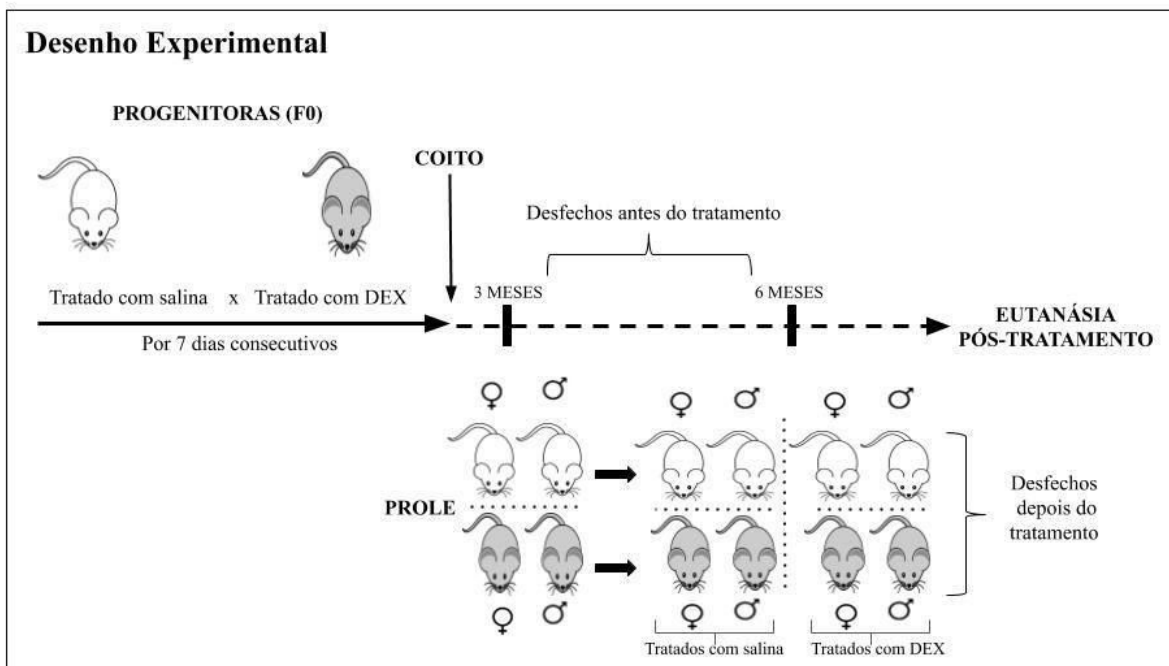 Desenho Experimental
PROGENITORAS (F0)
COITO
Desfechos antes do tratamento
Tratado com salina x Tratado com DEX
3 MESES
6 MESES
Por 7 dias consecutivos
EUTANÁSIA
PÓS-TRATAMENTO
♀ ♂ ♀ ♂ ♀ ♂
PROLE
Desfechos
depois do
tratamento
♀ ♂ ♀ ♂ ♀ ♂
Tratados com salina
Tratados com DEX